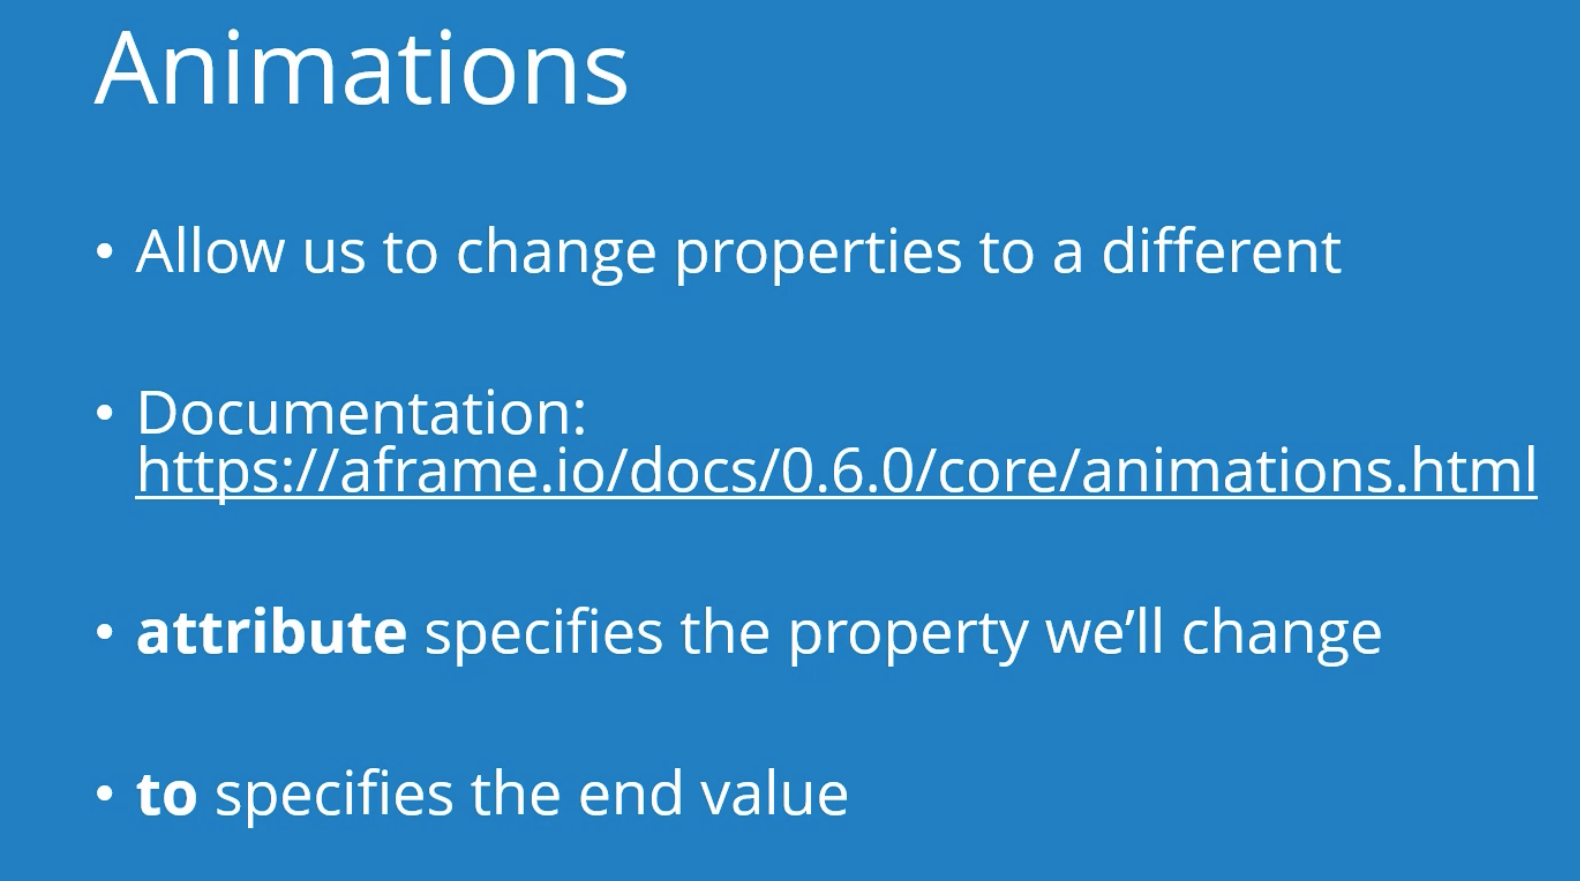 Animations
• Allow us to change properties to a different
• Documentation:
https://aframe.io/docs/0.6.0/core/animations.html
• attribute specifies the property we’ll change
• to specifies the end value